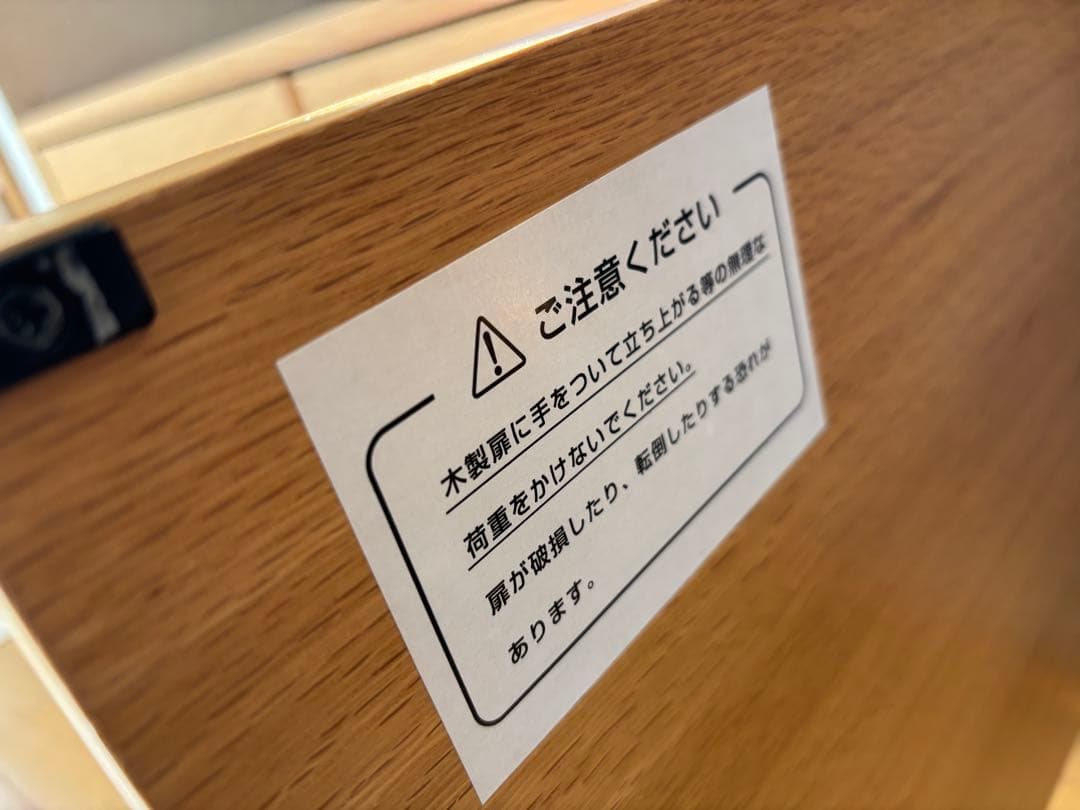 ご注意ください
木製扉に手をついて立ち上がる等の無理な
荷重をかけないでください。
扉が破損したり、転倒したりする恐れが
あります。